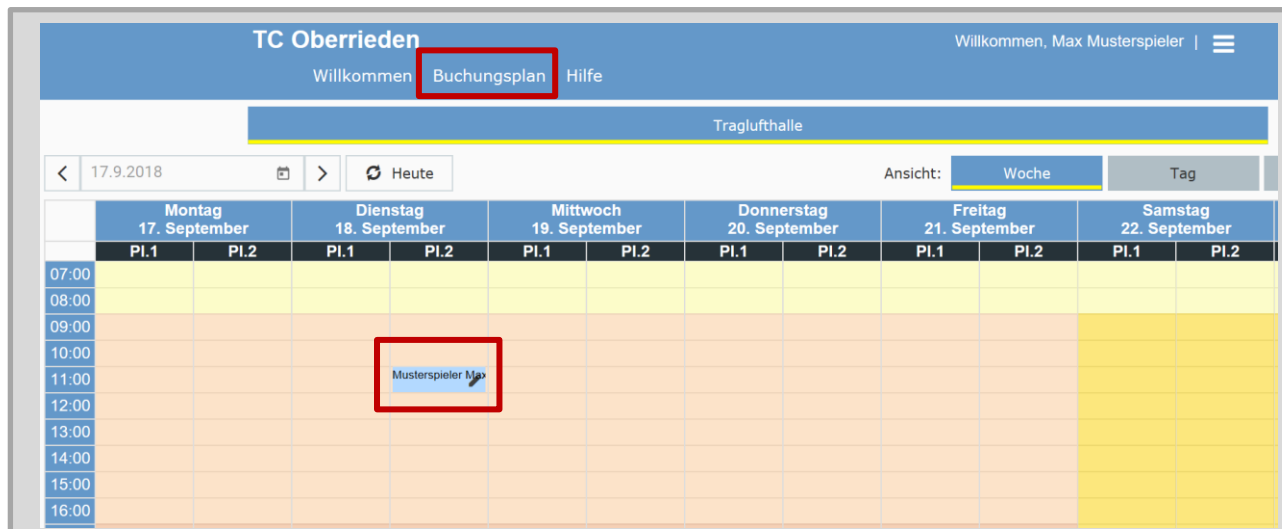 TC Oberrieden
Willkommen, Max Musterspieler |
Willkommen Buchungsplan Hilfe
Traglufthalle
17.9.2018 Heute Ansicht: Woche Tag
Montag Dienstag Mittwoch Donnerstag Freitag Samstag
17. September 18. September 19. September 20. September 21. September 22. September
Pl.1 Pl.2 Pl.1 Pl.2 Pl.1 Pl.2 Pl.1 Pl.2 Pl.1 Pl.2 Pl.1 Pl.2
07:00
08:00
09:00
10:00
11:00 Musterspieler Max
12:00
13:00
14:00
15:00
16:00